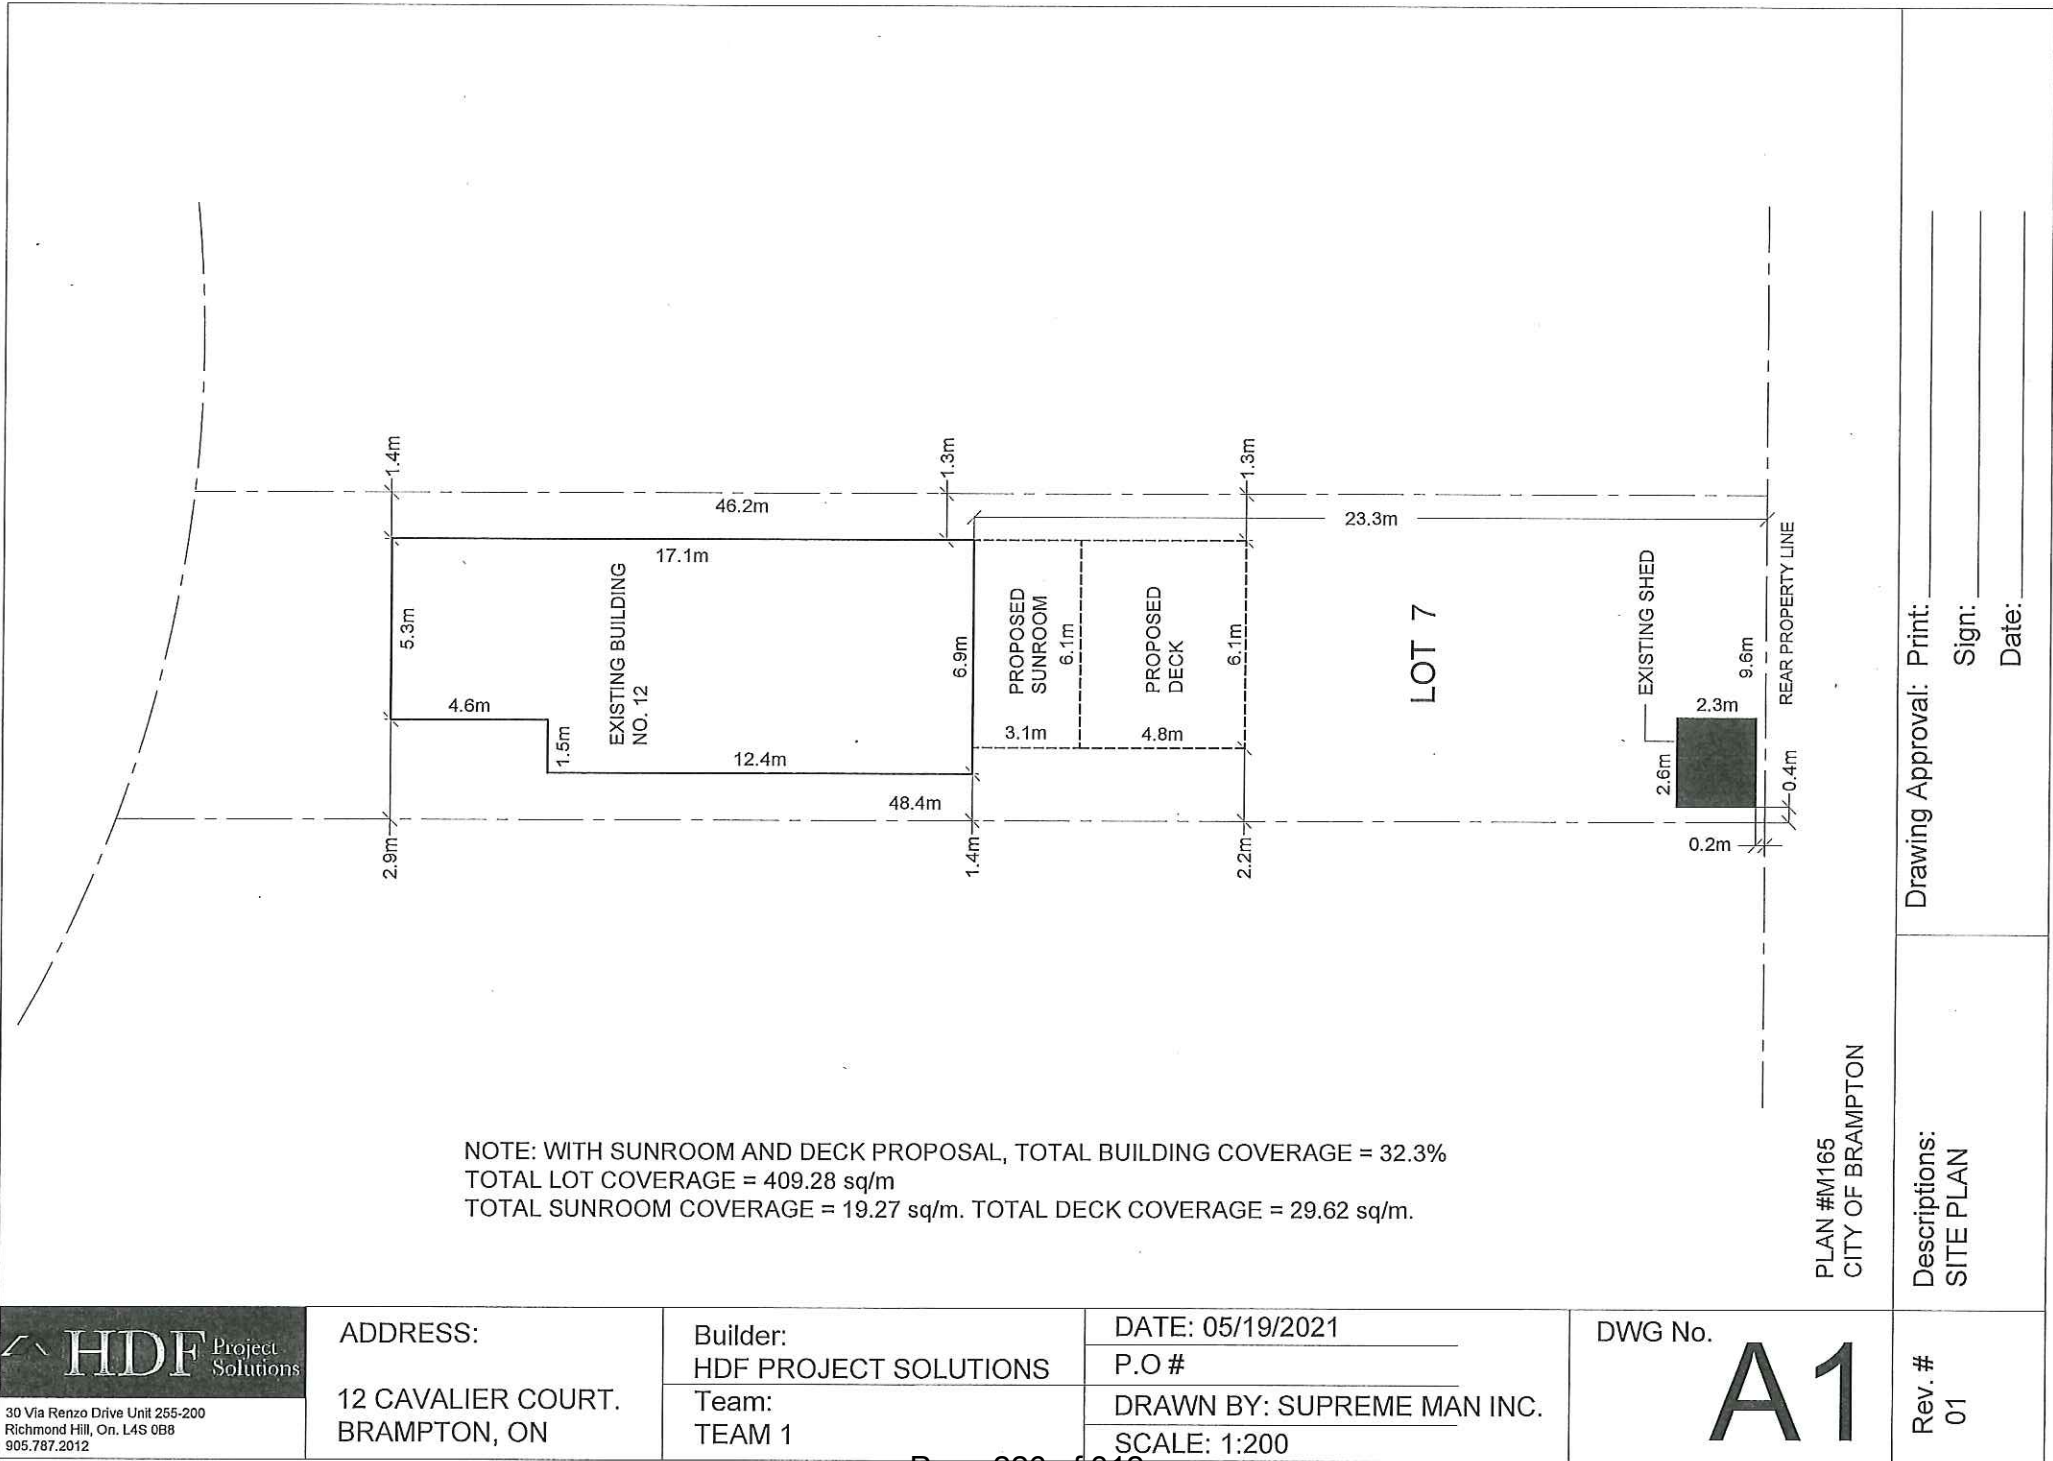 1.4m
1.3m
1.3m
46.2m
23.3m
17.1m
5.3m
EXISTING BUILDING
NO. 12
6.9m
PROPOSED
SUNROOM
6.1m
PROPOSED
DECK
6.1m
LOT 7
EXISTING SHED
9.6m
REAR PROPERTY LINE
4.6m
1.5m
12.4m
3.1m
4.8m
2.3m
2.6m
0.4m
48.4m
0.2m
2.9m
1.4m
2.2m
NOTE: WITH SUNROOM AND DECK PROPOSAL, TOTAL BUILDING COVERAGE = 32.3%
TOTAL LOT COVERAGE = 409.28 sq/m
TOTAL SUNROOM COVERAGE = 19.27 sq/m. TOTAL DECK COVERAGE = 29.62 sq/m.
PLAN #M165
CITY OF BRAMPTON
Drawing Approval: Print:
Sign:
Date:
Descriptions:
SITE PLAN
HDF Project
Solutions
30 Via Renzo Drive Unit 255-200
Richmond Hill, On. L4S 0B8
905.787.2012
ADDRESS:
12 CAVALIER COURT.
BRAMPTON, ON
Builder:
HDF PROJECT SOLUTIONS
Team:
TEAM 1
DATE: 05/19/2021
P.O #
DRAWN BY: SUPREME MAN INC.
SCALE: 1:200
DWG No.
A1
Rev. #
01